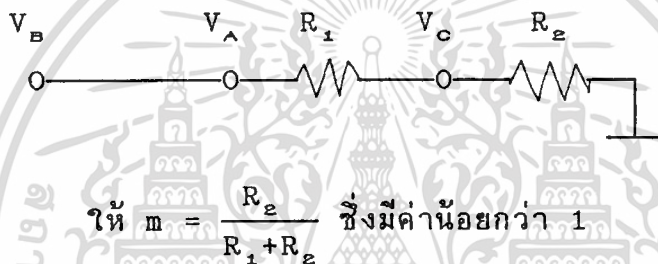 V_B V_A R_1 V_C R_2
ให้ m = R_2 / (R_1+R_2) ซึ่งมีค่าน้อยกว่า 1